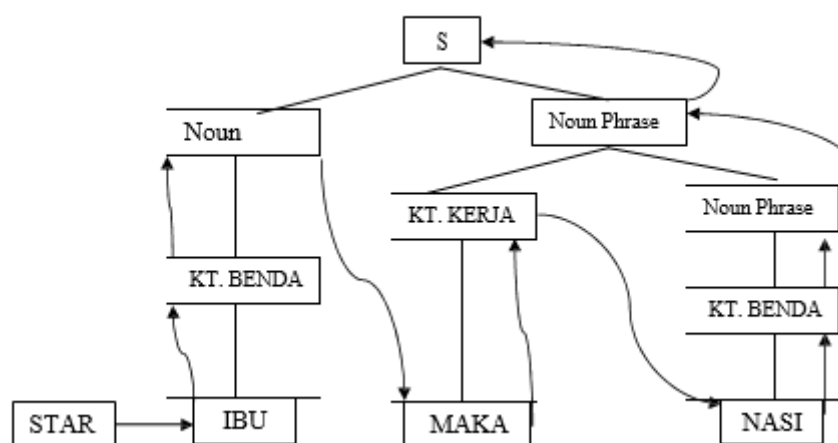 S
Noun
Noun Phrase
KT. KERJA
Noun Phrase
KT. BENDA
KT. BENDA
STAR
IBU
MAKA
NASI